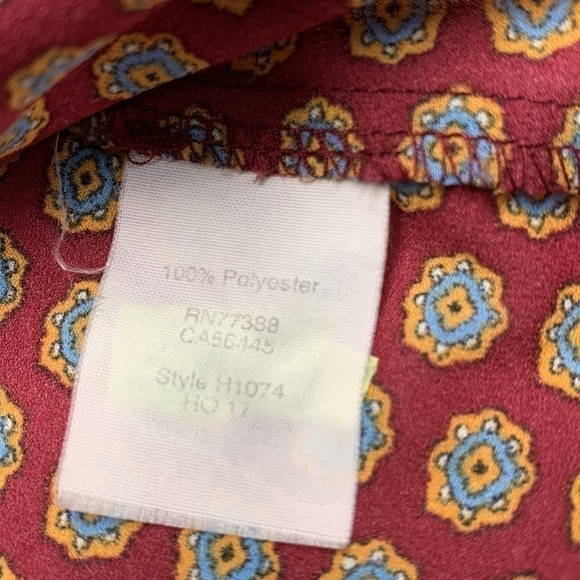 100% Polyester
RN77388
CA56445
Style H1074
HO 17